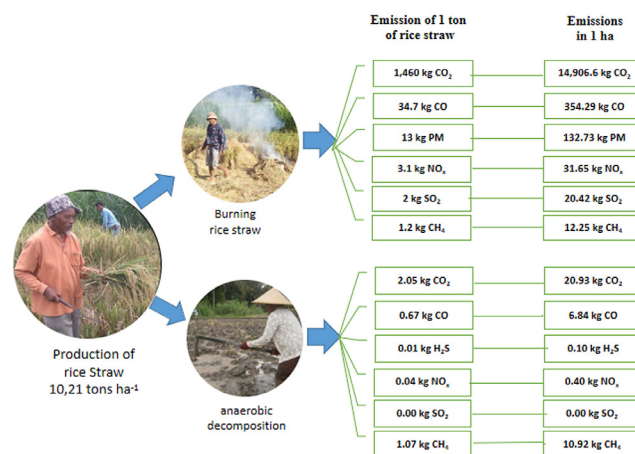 Emission of 1 ton
of rice straw
Emissions
in 1 ha
1,460 kg CO₂
14,906.6 kg CO₂
34.7 kg CO
354.29 kg CO
13 kg PM
132.73 kg PM
3.1 kg NOₓ
31.65 kg NOₓ
2 kg SO₂
20.42 kg SO₂
1.2 kg CH₄
12.25 kg CH₄
Burning
rice straw
Production of
rice Straw
10,21 tons ha⁻¹
anaerobic
decomposition
2.05 kg CO₂
20.93 kg CO₂
0.67 kg CO
6.84 kg CO
0.01 kg H₂S
0.10 kg H₂S
0.04 kg NOₓ
0.40 kg NOₓ
0.00 kg SO₂
0.00 kg SO₂
1.07 kg CH₄
10.92 kg CH₄